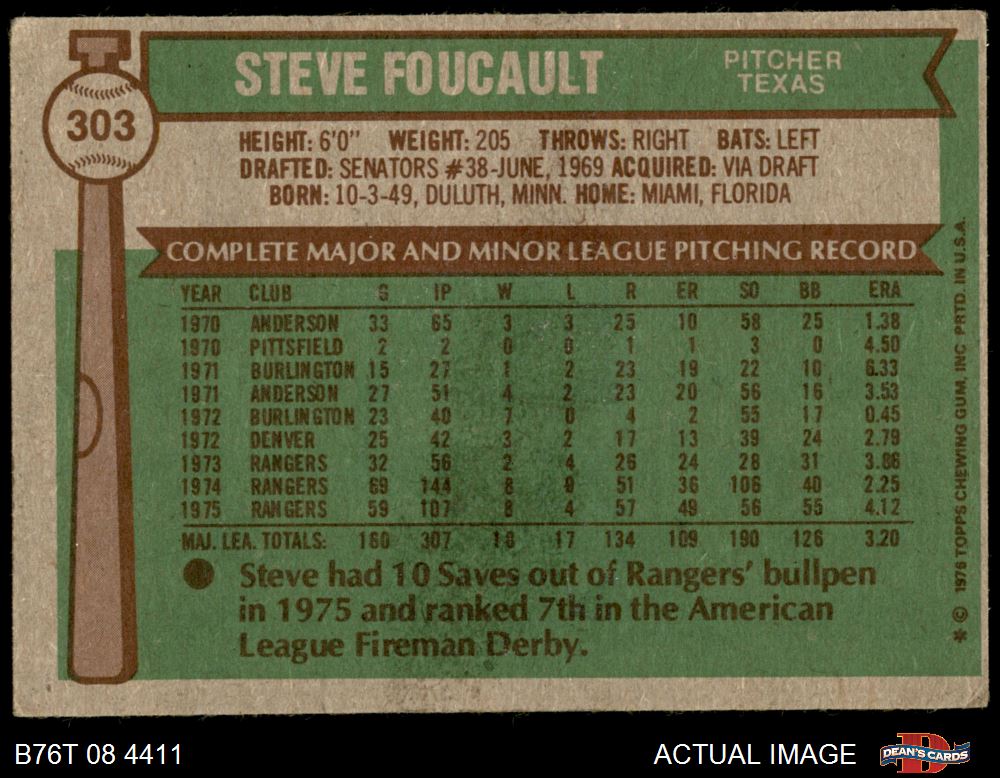 303
STEVE FOUCAULT
PITCHER
TEXAS
HEIGHT: 6'0" WEIGHT: 205 THROWS: RIGHT BATS: LEFT
DRAFTED: SENATORS #38-JUNE, 1969 ACQUIRED: VIA DRAFT
BORN: 10-3-49, DULUTH, MINN. HOME: MIAMI, FLORIDA
COMPLETE MAJOR AND MINOR LEAGUE PITCHING RECORD
YEAR CLUB G IP W L R ER SO BB ERA
1970 ANDERSON 33 65 3 3 25 10 58 25 1.38
1970 PITTSFIELD 2 2 0 0 1 1 3 0 4.50
1971 BURLINGTON 15 27 1 2 23 19 22 10 6.33
1971 ANDERSON 27 51 4 2 23 20 56 16 3.53
1972 BURLINGTON 23 40 7 0 4 2 55 17 0.45
1972 DENVER 25 42 3 2 17 13 39 24 2.79
1973 RANGERS 32 56 2 4 26 24 28 31 3.86
1974 RANGERS 69 144 8 9 51 36 106 40 2.25
1975 RANGERS 59 107 8 4 57 49 56 55 4.12
MAJ. LEA. TOTALS: 160 307 18 17 134 109 190 126 3.20
Steve had 10 Saves out of Rangers' bullpen
in 1975 and ranked 7th in the American
League Fireman Derby.
* © 1976 TOPPS CHEWING GUM, INC PRTD. IN U.S.A.
B76T 08 4411
ACTUAL IMAGE
D
DEAN'S CARDS